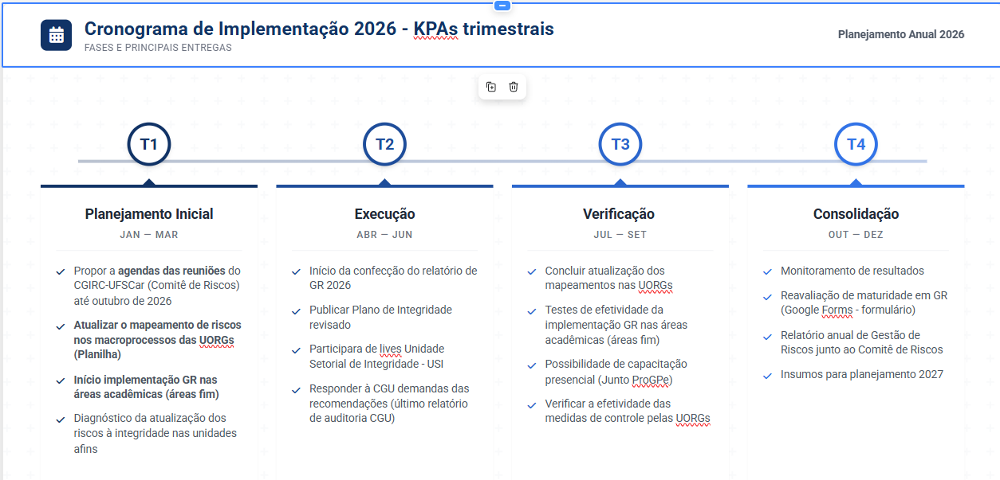 Cronograma de Implementação 2026 - KPAs trimestrais
FASES E PRINCIPAIS ENTREGAS
Planejamento Anual 2026
T1
T2
T3
T4
Planejamento Inicial
JAN — MAR
Propor a agendas das reuniões do
CGIRC-UFSCar (Comitê de Riscos)
até outubro de 2026
Atualizar o mapeamento de riscos
nos macroprocessos das UORGs
(Planilha)
Início implementação GR nas
áreas acadêmicas (áreas fim)
Diagnóstico da atualização dos
riscos à integridade nas unidades
afins
Execução
ABR — JUN
Início da confecção do relatório de
GR 2026
Publicar Plano de Integridade
revisado
Participara de lives Unidade
Setorial de Integridade - USI
Responder à CGU demandas das
recomendações (último relatório
de auditoria CGU)
Verificação
JUL — SET
Concluir atualização dos
mapeamentos nas UORGs
Testes de efetividade da
implementação GR nas áreas
acadêmicas (áreas fim)
Possibilidade de capacitação
presencial (Junto ProGPe)
Verificar a efetividade das
medidas de controle pelas UORGs
Consolidação
OUT — DEZ
Monitoramento de resultados
Reavaliação de maturidade em GR
(Google Forms - formulário)
Relatório anual de Gestão de
Riscos junto ao Comitê de Riscos
Insumos para planejamento 2027